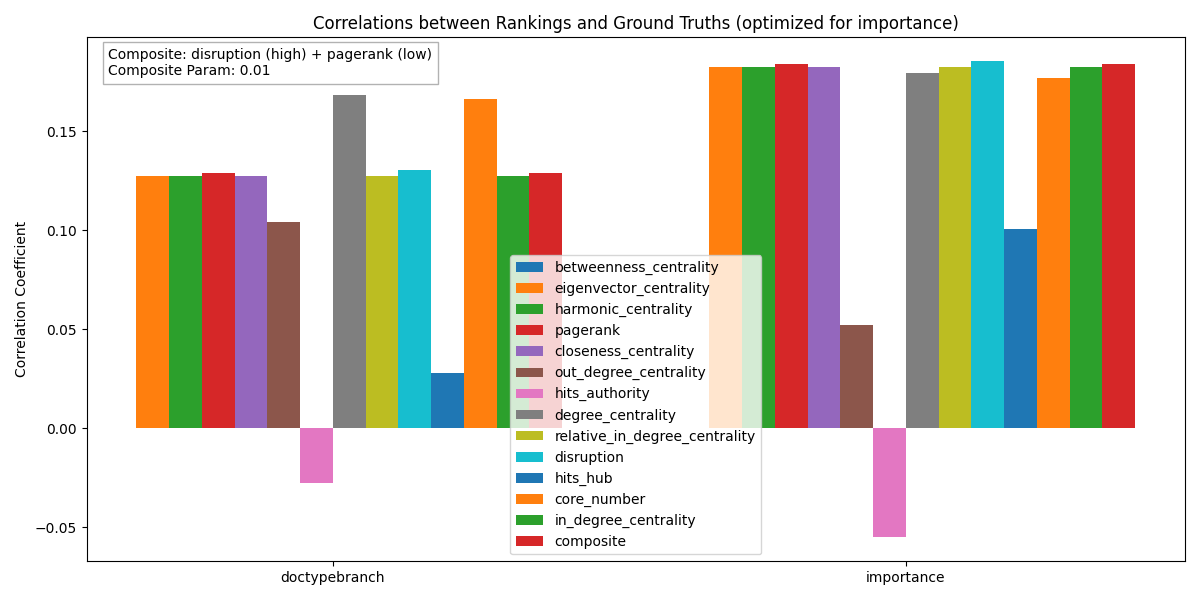 Correlations between Rankings and Ground Truths (optimized for importance)
Composite: disruption (high) + pagerank (low)
Composite Param: 0.01
Correlation Coefficient
0.15
0.10
0.05
0.00
−0.05
betweenness_centrality
eigenvector_centrality
harmonic_centrality
pagerank
closeness_centrality
out_degree_centrality
hits_authority
degree_centrality
relative_in_degree_centrality
disruption
hits_hub
core_number
in_degree_centrality
composite
doctypebranch
importance